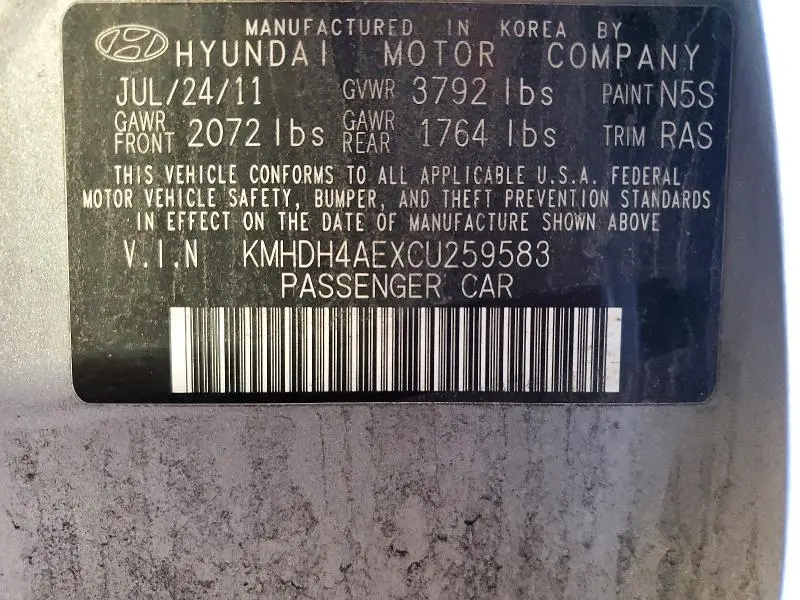 MANUFACTURED IN KOREA BY
HYUNDAI MOTOR COMPANY
JUL/24/11 GVWR 3792 lbs PAINT N5S
GAWR FRONT 2072 lbs GAWR REAR 1764 lbs TRIM RAS
THIS VEHICLE CONFORMS TO ALL APPLICABLE U.S.A. FEDERAL
MOTOR VEHICLE SAFETY, BUMPER, AND THEFT PREVENTION STANDARDS
IN EFFECT ON THE DATE OF MANUFACTURE SHOWN ABOVE
V.I.N KMHDH4AEXCU259583
PASSENGER CAR